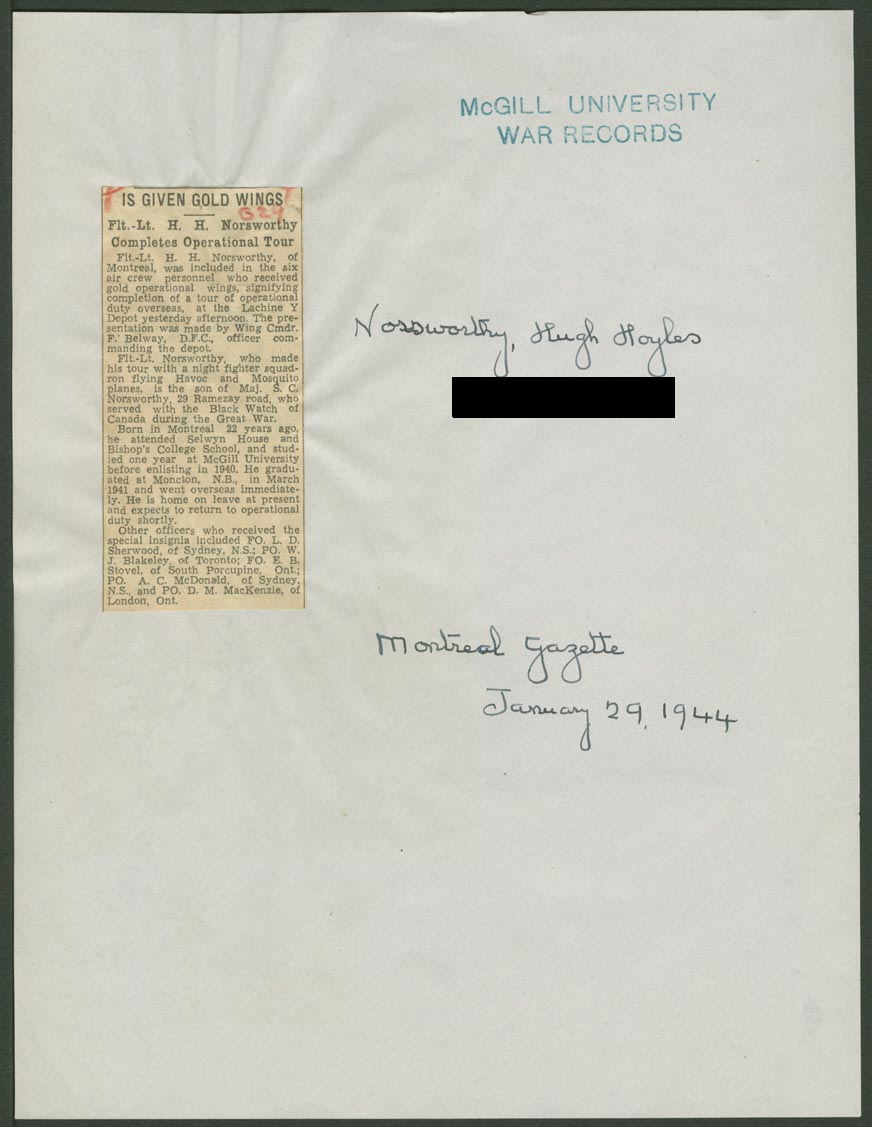 McGILL UNIVERSITY
WAR RECORDS
IS GIVEN GOLD WINGS
G29
Flt.-Lt. H. H. Norsworthy
Completes Operational Tour
Flt.-Lt. H. H. Norsworthy, of
Montreal, was included in the six
air crew personnel who received
gold operational wings, signifying
completion of a tour of operational
duty overseas, at the Lachine Y
Depot yesterday afternoon. The pre-
sentation was made by Wing Cmdr.
F. Belway, D.F.C., officer com-
manding the depot.
Flt.-Lt. Norsworthy, who made
his tour with a night fighter squad-
ron flying Havoc and Mosquito
planes, is the son of Maj. S. C.
Norsworthy, 29 Ramezay road, who
served with the Black Watch of
Canada during the Great War.
Born in Montreal 22 years ago,
he attended Selwyn House and
Bishop's College School, and stud-
ied one year at McGill University
before enlisting in 1940. He gradu-
ated at Moncton, N.B., in March
1941 and went overseas immediate-
ly. He is home on leave at present
and expects to return to operational
duty shortly.
Other officers who received the
special insignia included FO. L. D.
Sherwood, of Sydney, N.S.; PO. W.
J. Blakeley, of Toronto; FO. E. B.
Stovel, of South Porcupine, Ont.;
PO. A. C. McDonald, of Sydney,
N.S., and PO. D. M. MacKenzie, of
London, Ont.
Norsworthy, Hugh Hoyles
Montreal Gazette
January 29, 1944